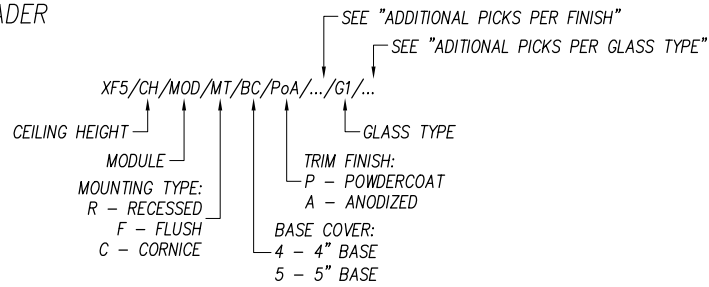 ADER
SEE "ADDITIONAL PICKS PER FINISH"
SEE "ADITIONAL PICKS PER GLASS TYPE"
XF5/CH/MOD/MT/BC/PoA/.../G1/...
CEILING HEIGHT
GLASS TYPE
MODULE
MOUNTING TYPE:
R – RECESSED
F – FLUSH
C – CORNICE
TRIM FINISH:
P – POWDERCOAT
A – ANODIZED
BASE COVER:
4 – 4" BASE
5 – 5" BASE